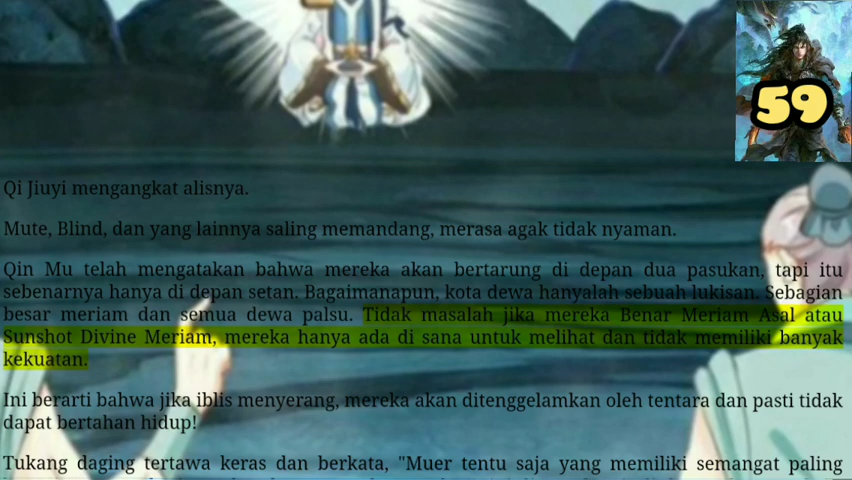 59
Qi Jiuyi mengangkat alisnya.
Mute, Blind, dan yang lainnya saling memandang, merasa agak tidak nyaman.
Qin Mu telah mengatakan bahwa mereka akan bertarung di depan dua pasukan, tapi itu
sebenarnya hanya di depan setan. Bagaimanapun, kota dewa hanyalah sebuah lukisan. Sebagian
besar meriam dan semua dewa palsu. Tidak masalah jika mereka Benar Meriam Asal atau
Sunshot Divine Meriam, mereka hanya ada di sana untuk melihat dan tidak memiliki banyak
kekuatan.
Ini berarti bahwa jika iblis menyerang, mereka akan ditenggelamkan oleh tentara dan pasti tidak
dapat bertahan hidup!
Tukang daging tertawa keras dan berkata, "Muer tentu saja yang memiliki semangat paling